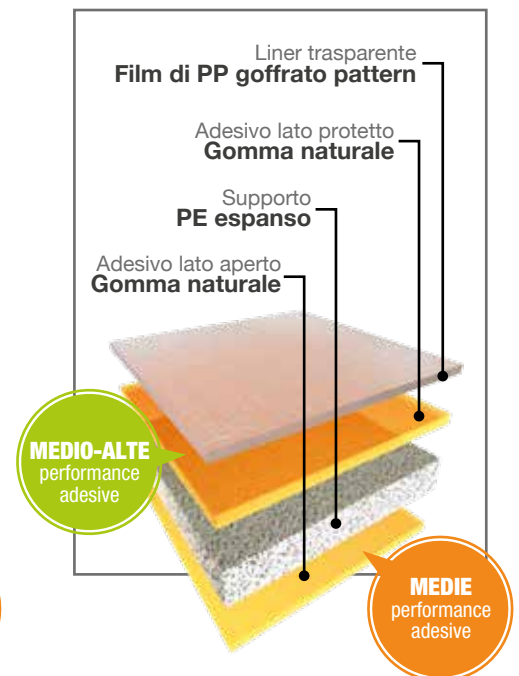 Liner trasparente
Film di PP goffrato pattern
Adesivo lato protetto
Gomma naturale
Supporto
PE espanso
Adesivo lato aperto
Gomma naturale
MEDIO-ALTE
performance
adesive
MEDIE
performance
adesive